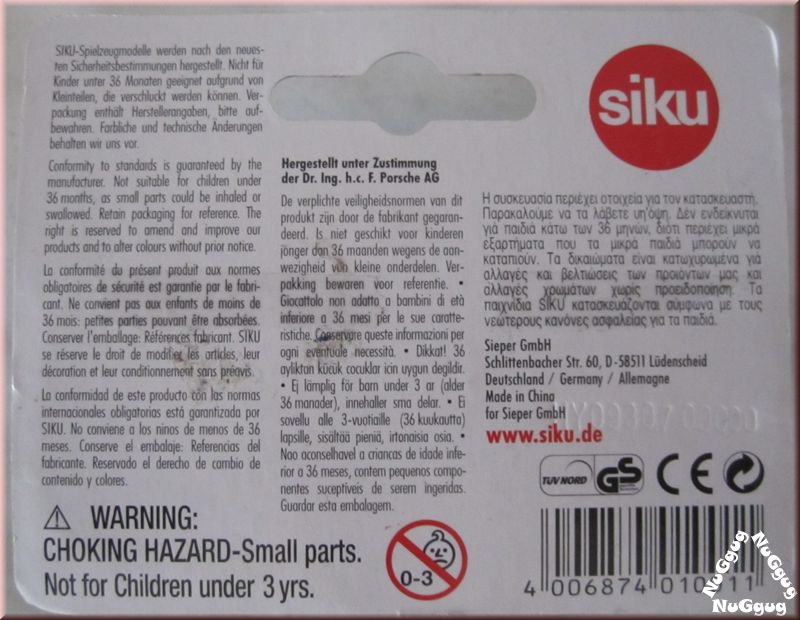 SIKU-Spielzeugmodelle werden nach den neues-
ten Sicherheitsbestimmungen hergestellt. Nicht für
Kinder unter 36 Monaten geeignet aufgrund von
Kleinteilen, die verschluckt werden können. Ver-
packung enthält Herstellerangaben, bitte auf-
bewahren. Farbliche und technische Änderungen
behalten wir uns vor.
Conformity to standards is guaranteed by the
manufacturer. Not suitable for children under
36 months, as small parts could be inhaled or
swallowed. Retain packaging for reference. The
right is reserved to amend and improve our
products and to alter colours without prior notice.
La conformité du présent produit aux normes
obligatoires de sécurité est garantie par le fabri-
cant. Ne convient pas aux enfants de moins de
36 mois: petites parties pouvant être absorbées.
Conserver l'emballage: Références fabricant. SIKU
se réserve le droit de modifier les articles, leur
décoration et leur conditionnement sans préavis.
La conformidad de este producto con las normas
internacionales obligatorias está garantizada por
SIKU. No conviene a los ninos de menos de 36
meses. Conserve el embalaje: Referencias del
fabricante. Reservado el derecho de cambio de
contenido y colores.
Hergestellt unter Zustimmung
der Dr. Ing. h.c. F. Porsche AG
De verplichte veiligheidsnormen van dit
produkt zijn door de fabrikant gegaran-
deerd. Is niet geschikt voor kinderen
jonger dan 36 maanden wegens de aan-
wezigheid van kleine onderdelen. Ver-
pakking bewaren voor referentie. •
Giocattolo non adatto a bambini di età
inferiore a 36 mesi per le sue caratte-
ristiche. Conservare queste informazioni per
ogni eventuale necessità. • Dikkat! 36
ayliktan kücük cocuklar icin uygun degildir.
• Ej lämplig för barn under 3 ar (alder
36 manader), innehaller sma delar. • Ei
sovellu alle 3-vuotiaille (36 kuukautta)
lapsille, sisältää pieniä, irtonaisia osia. •
Nao aconselhavel a criancas de idade infe-
rior a 36 meses, contem pequenos compo-
nentes suceptiveis de serem ingeridas.
Guardar esta embalagem.
siku
Η συσκευασία περιέχει οτοιχεία για τον κατασκευαστή.
Παρακαλούμε να τα λάβετε υη'όψη. Δέν ενδείκνυται
γιά παιδιά κάτω των 36 μηνών, διότι περιέχει μικρά
εξαρτήματα που τα μικρά παιδιά μπορούν να
καταπιούν. Τα δικαιώματα είναι κατωχυρωμένα γιά
αλλαγές και βελτιώσεις των προιόντων μας και
αλλαγές χρωμάτων χωρίς προειδοποίηση. Τα
παιχνίδια SIKU κατασκευάζονται σύμφωνα με τους
νεώτερους κανόνες ασφαλείας για τα παιδιά.
Sieper GmbH
Schlittenbacher Str. 60, D-58511 Lüdenscheid
Deutschland / Germany / Allemagne
Made in China
for Sieper GmbH
www.siku.de
TÜV NORD GS CE
WARNING:
CHOKING HAZARD-Small parts.
Not for Children under 3 yrs.
0-3
4 006874 010
NuGgug
NuGgug
NuGgug